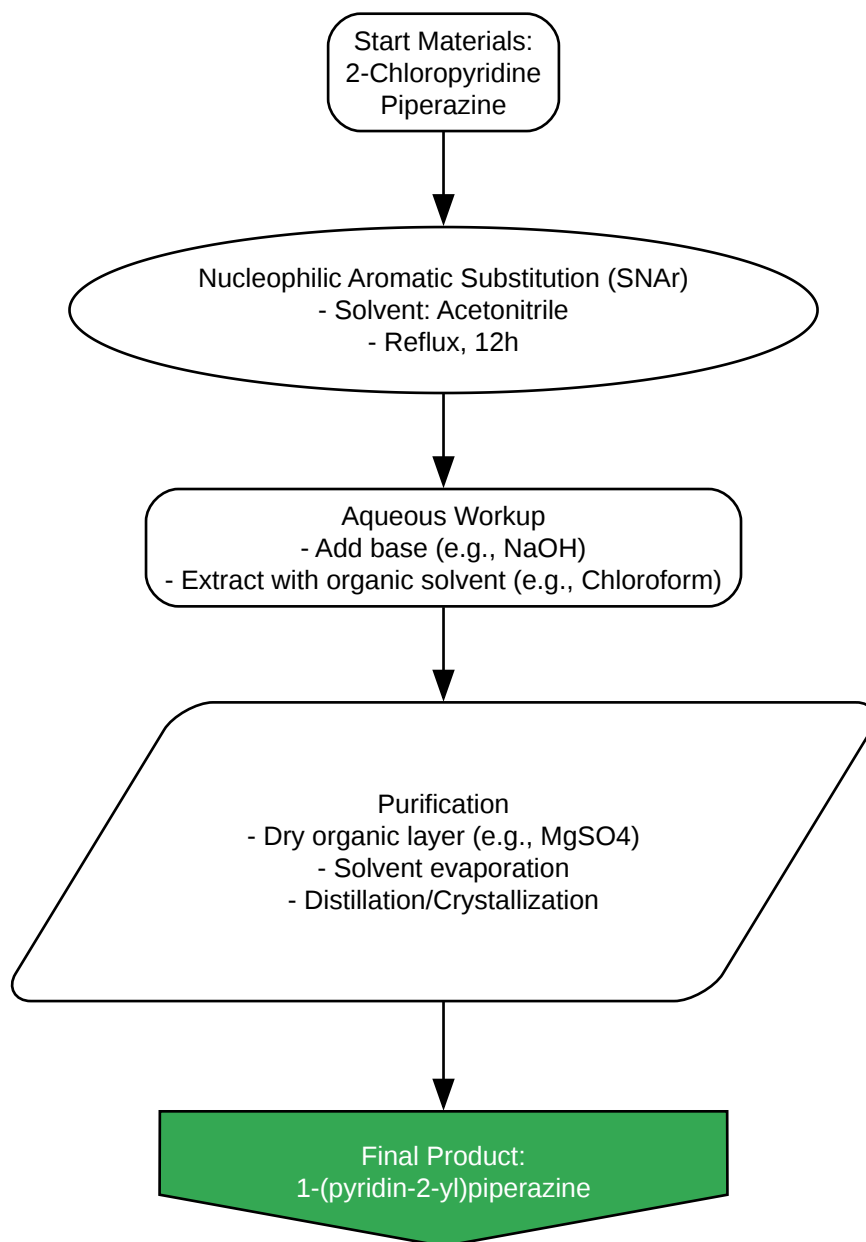 Start Materials:
2-Chloropyridine
Piperazine
Nucleophilic Aromatic Substitution (SNAr)
- Solvent: Acetonitrile
- Reflux, 12h
Aqueous Workup
- Add base (e.g., NaOH)
- Extract with organic solvent (e.g., Chloroform)
Purification
- Dry organic layer (e.g., MgSO4)
- Solvent evaporation
- Distillation/Crystallization
Final Product:
1-(pyridin-2-yl)piperazine